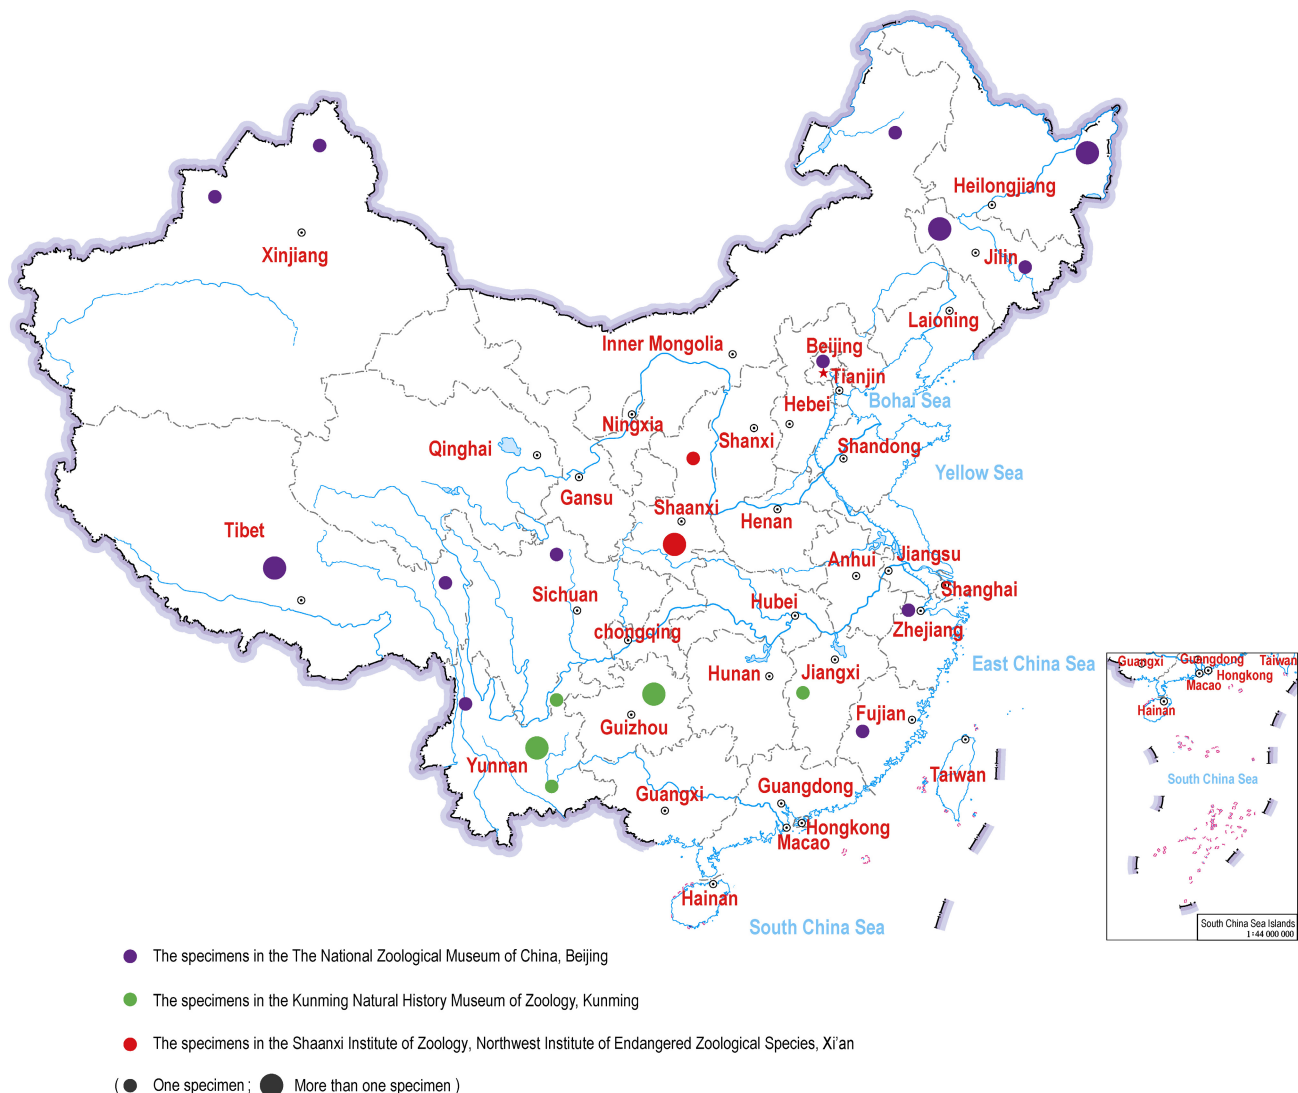 Heilongjiang
Xinjiang
Jilin
Laioning
Inner Mongolia
Beijing
Tianjin
Hebei
Bohai Sea
Ningxia
Shanxi
Qinghai
Shandong
Yellow Sea
Gansu
Shaanxi
Henan
Tibet
Anhui
Jiangsu
Sichuan
Shanghai
Hubei
chongqing
Zhejiang
East China Sea
Hunan
Jiangxi
Guizhou
Fujian
Yunnan
Taiwan
Guangxi
Guangdong
Hongkong
Macao
Hainan
South China Sea
Guangxi
Guangdong
Taiwan
Hongkong
Macao
Hainan
South China Sea
South China Sea Islands
1:44 000 000
The specimens in the The National Zoological Museum of China, Beijing
The specimens in the Kunming Natural History Museum of Zoology, Kunming
The specimens in the Shaanxi Institute of Zoology, Northwest Institute of Endangered Zoological Species, Xi'an
( One specimen ; More than one specimen )